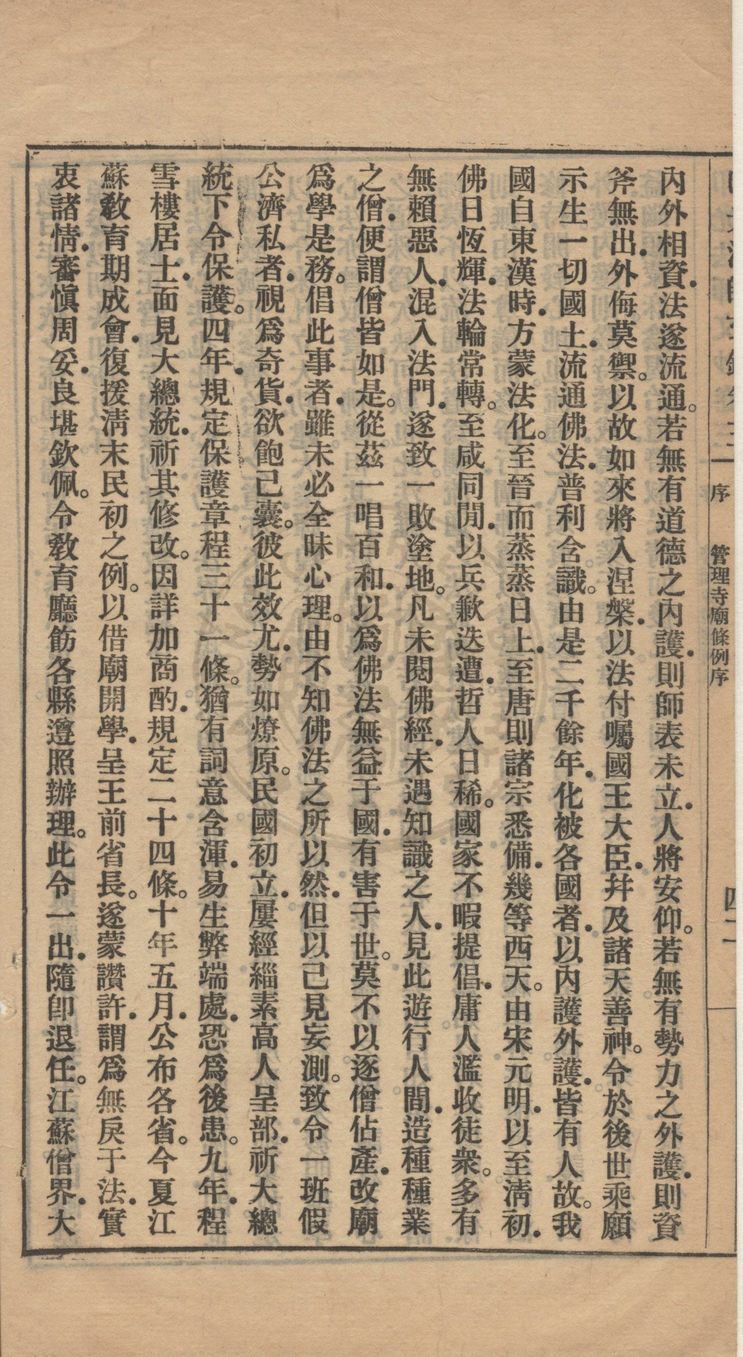 序　管理寺廟條例序
內外相資。法遂流通。若無有道德之內護。則師表未立。人將安仰。若無有勢力之外護。則資
斧無出。外侮莫禦。以故如來將入涅槃。以法付囑國王大臣。幷及諸天善神。令於後世乘願
示生一切國土。流通佛法。普利含識。由是二千餘年。化被各國者。以內護外護。皆有人故。我
國自東漢時。方蒙法化。至晉而蒸蒸日上。至唐則諸宗悉備。幾等西天。由宋元明。以至清初。
佛日恆輝。法輪常轉。至咸同閒。以兵歉迭遭。哲人日稀。國家不暇提倡。庸人濫收徒衆。多有
無賴惡人。混入法門。遂致一敗塗地。凡未閱佛經。未遇知識之人。見此遊行人間。造種種業
之僧。便謂僧皆如是。從茲一唱百和。以爲佛法無益于國。有害于世。莫不以逐僧佔產。改廟
爲學是務。倡此事者。雖未必全昧心理。由不知佛法之所以然。但以己見妄測。致令一班假
公濟私者。視爲奇貨。欲飽己囊。彼此效尤。勢如燎原。民國初立。屢經緇素高人呈部。祈大總
統下令保護。四年。規定保護章程三十一條。猶有詞意含渾。易生弊端處。恐爲後患。九年。程
雪樓居士。面見大總統。祈其修改。因詳加商酌。規定二十四條。十年五月。公布各省。今夏江
蘇敎育期成會。復援淸末民初之例。以借廟開學。呈王前省長。遂蒙讚許。謂爲無戾于法。實
衷諸情。審愼周妥。良堪欽佩。令敎育廳飭各縣遵照辦理。此令一出。隨卽退任。江蘇僧界。大